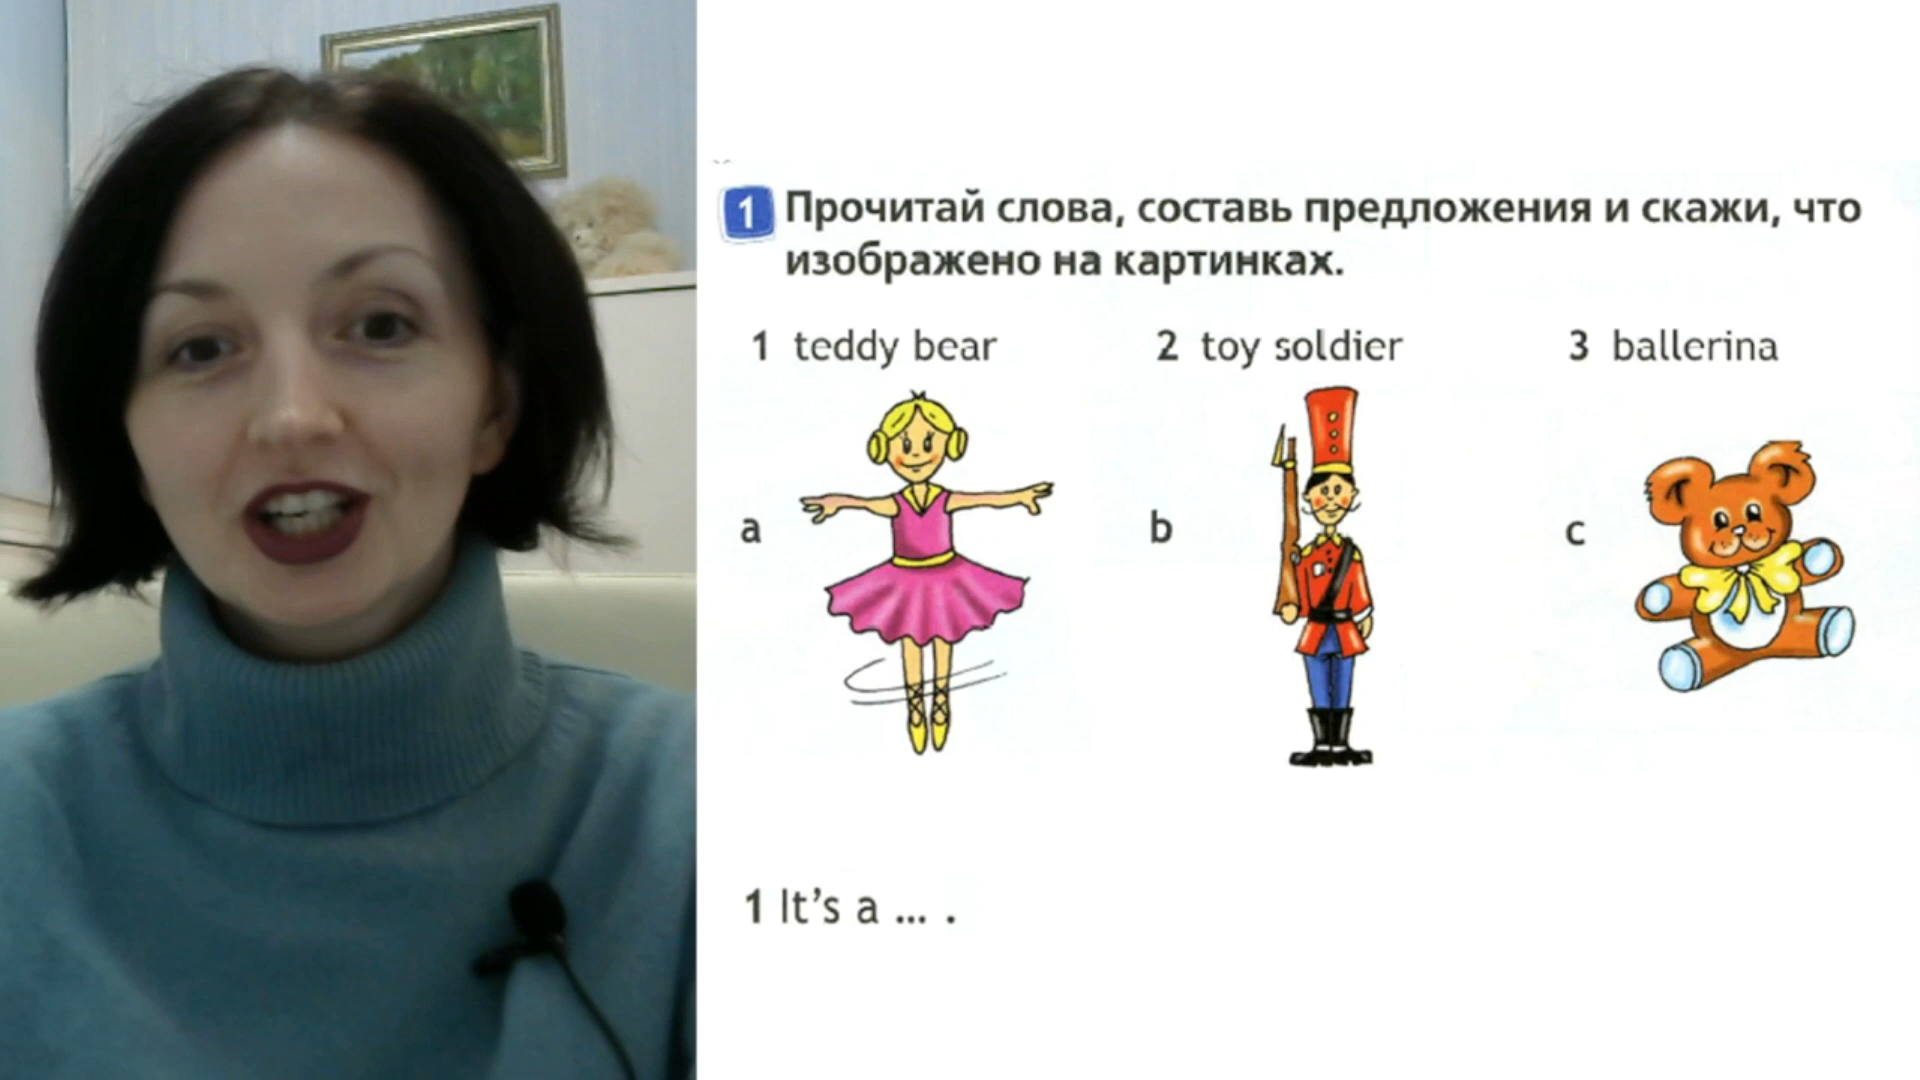 1 Прочитай слова, составь предложения и скажи, что
изображено на картинках.
1 teddy bear 2 toy soldier 3 ballerina
a b c
1 It's a ... .